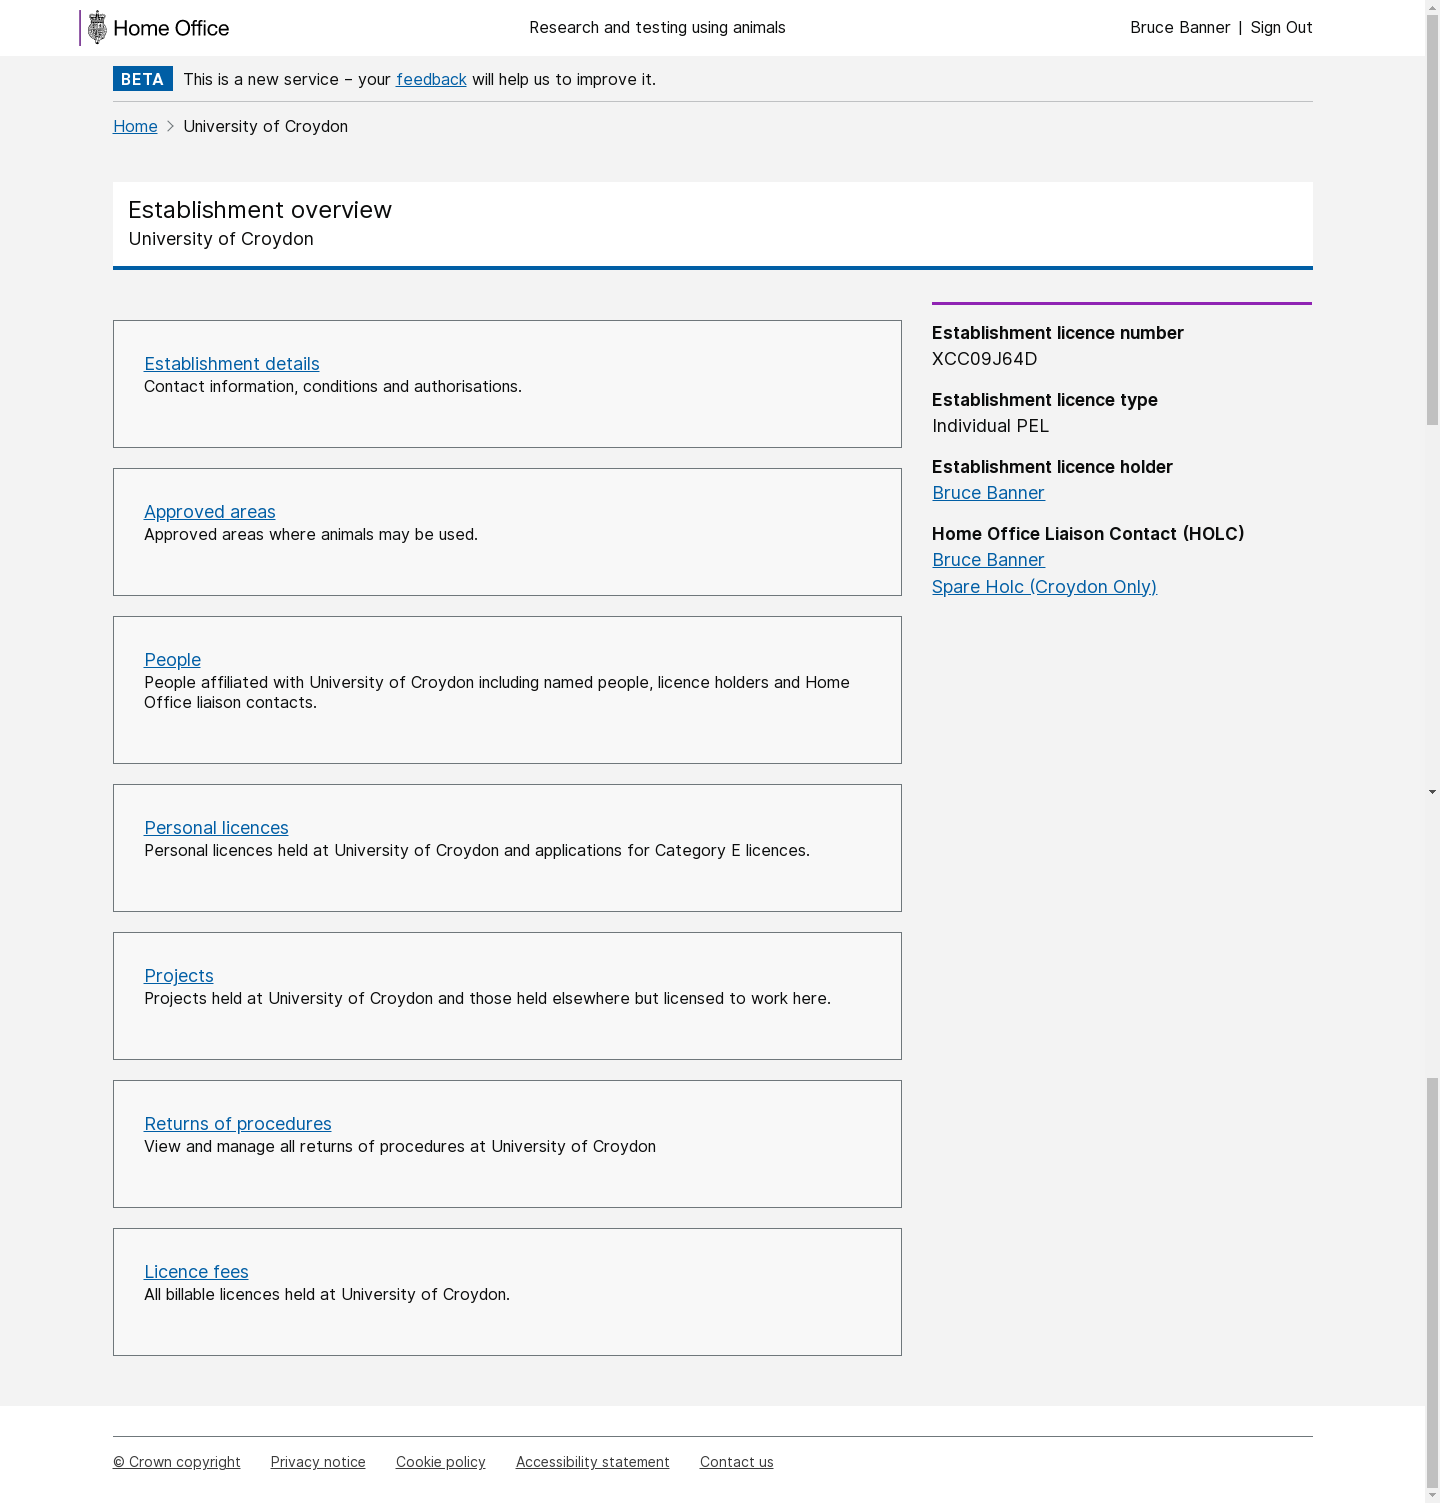 Home Office
Research and testing using animals
Bruce Banner | Sign Out
BETA This is a new service – your feedback will help us to improve it.
Home > University of Croydon
Establishment overview
University of Croydon
Establishment details
Contact information, conditions and authorisations.
Approved areas
Approved areas where animals may be used.
People
People affiliated with University of Croydon including named people, licence holders and Home
Office liaison contacts.
Personal licences
Personal licences held at University of Croydon and applications for Category E licences.
Projects
Projects held at University of Croydon and those held elsewhere but licensed to work here.
Returns of procedures
View and manage all returns of procedures at University of Croydon
Licence fees
All billable licences held at University of Croydon.
Establishment licence number
XCC09J64D
Establishment licence type
Individual PEL
Establishment licence holder
Bruce Banner
Home Office Liaison Contact (HOLC)
Bruce Banner
Spare Holc (Croydon Only)
© Crown copyright
Privacy notice
Cookie policy
Accessibility statement
Contact us